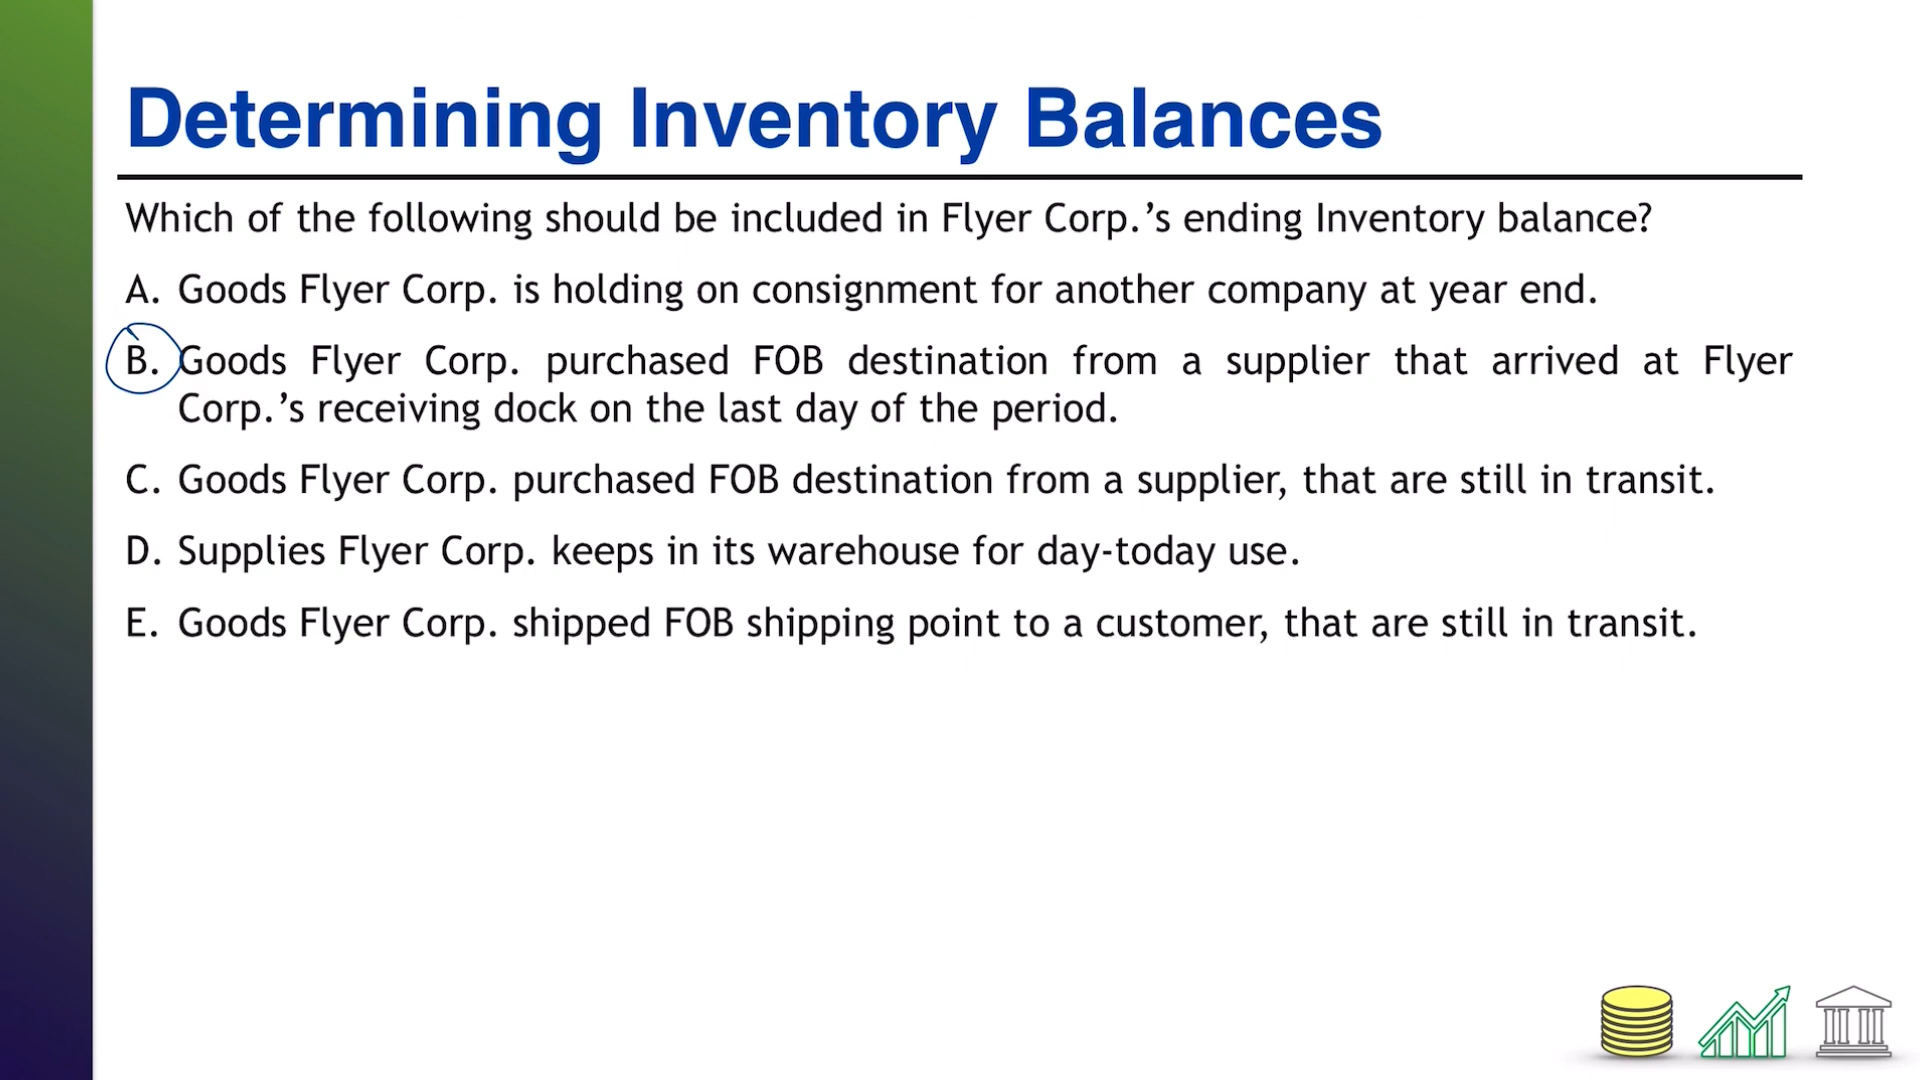 Determining Inventory Balances
Which of the following should be included in Flyer Corp.’s ending Inventory balance?
A. Goods Flyer Corp. is holding on consignment for another company at year end.
B. Goods Flyer Corp. purchased FOB destination from a supplier that arrived at Flyer
Corp.’s receiving dock on the last day of the period.
C. Goods Flyer Corp. purchased FOB destination from a supplier, that are still in transit.
D. Supplies Flyer Corp. keeps in its warehouse for day-today use.
E. Goods Flyer Corp. shipped FOB shipping point to a customer, that are still in transit.